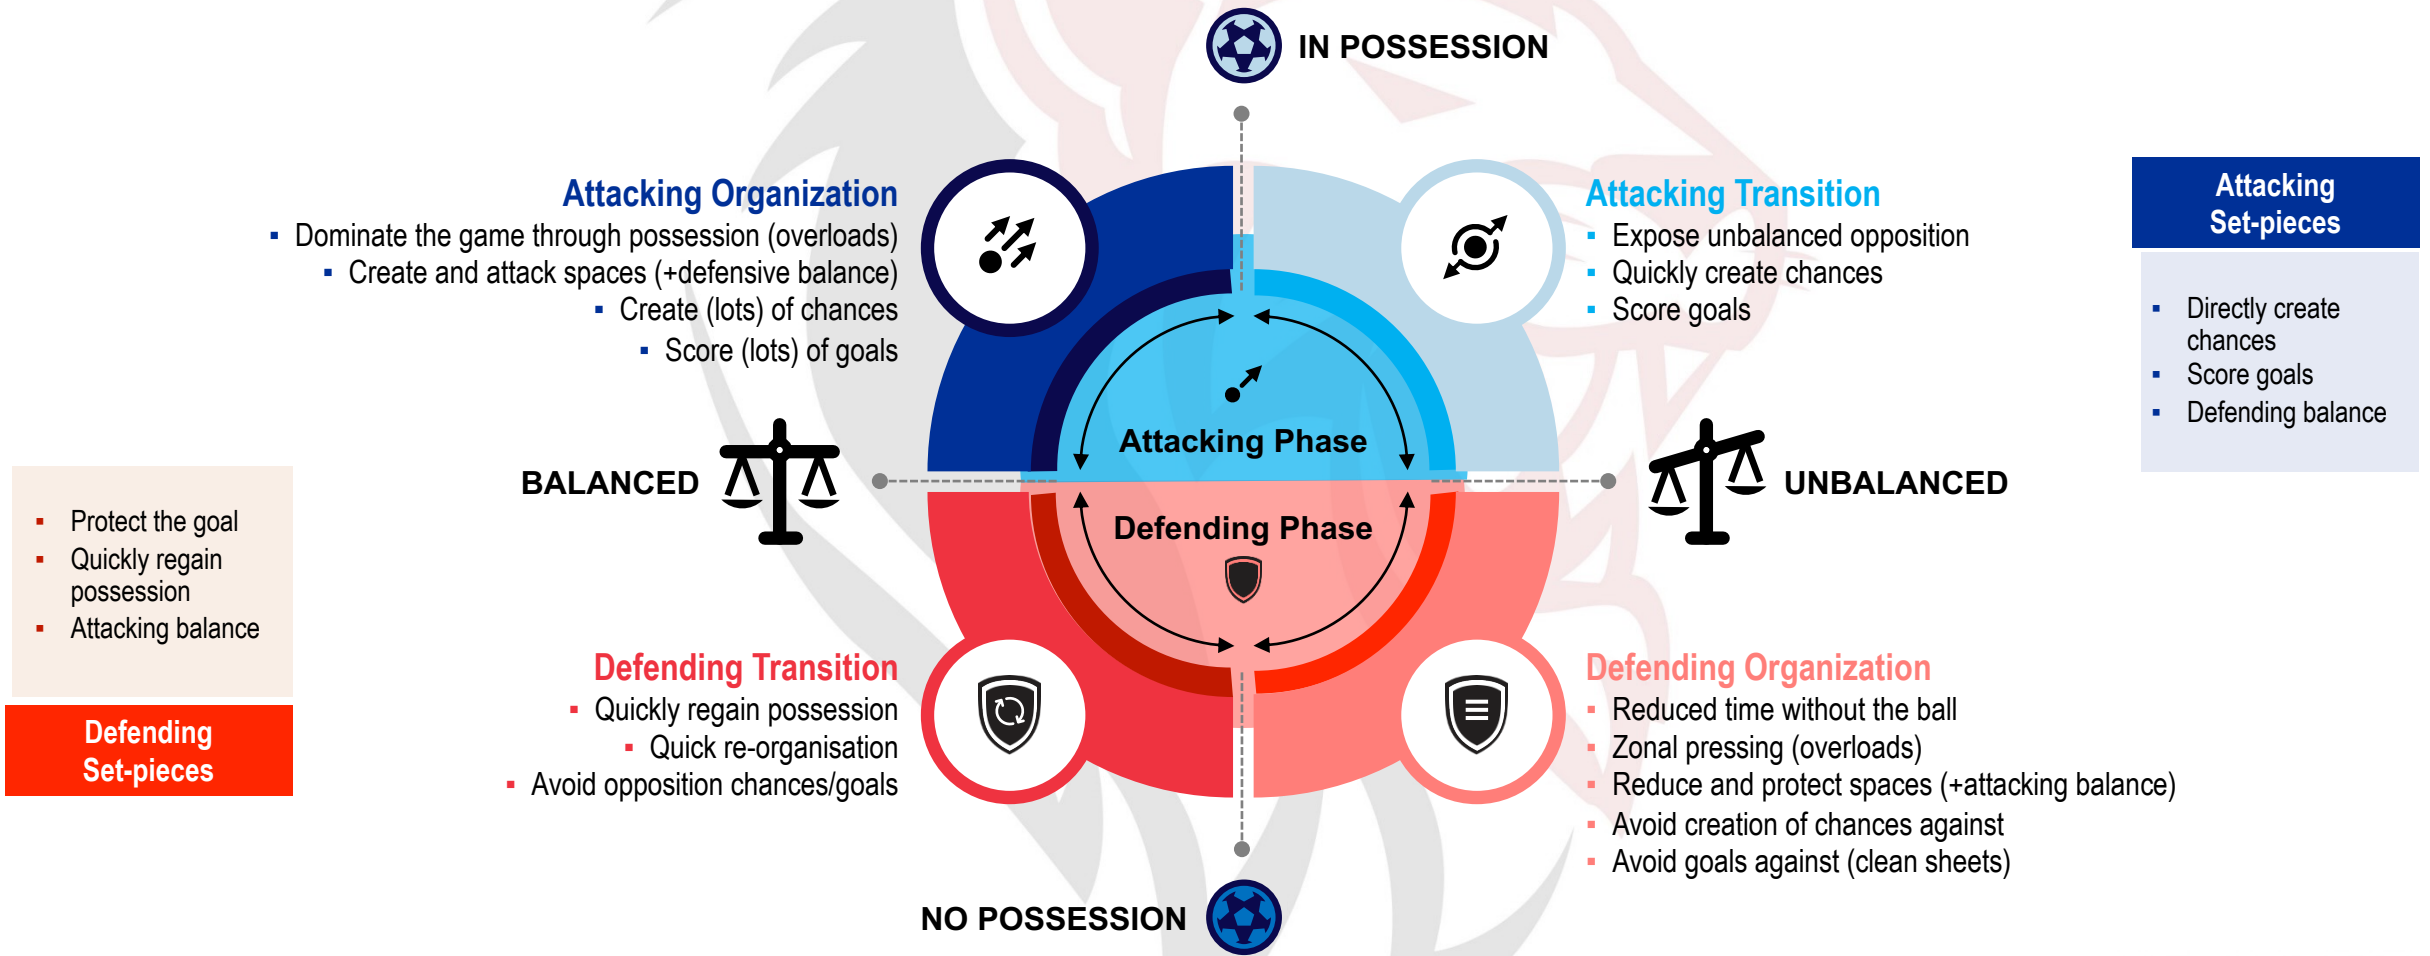 IN POSSESSION
Attacking Organization
▪ Dominate the game through possession (overloads)
▪ Create and attack spaces (+defensive balance)
▪ Create (lots) of chances
▪ Score (lots) of goals
Attacking Transition
▪ Expose unbalanced opposition
▪ Quickly create chances
▪ Score goals
Attacking
Set-pieces
▪ Directly create
chances
▪ Score goals
▪ Defending balance
Attacking Phase
BALANCED
UNBALANCED
Defending Phase
▪ Protect the goal
▪ Quickly regain
possession
▪ Attacking balance
Defending
Set-pieces
Defending Transition
▪ Quickly regain possession
▪ Quick re-organisation
▪ Avoid opposition chances/goals
Defending Organization
▪ Reduced time without the ball
▪ Zonal pressing (overloads)
▪ Reduce and protect spaces (+attacking balance)
▪ Avoid creation of chances against
▪ Avoid goals against (clean sheets)
NO POSSESSION